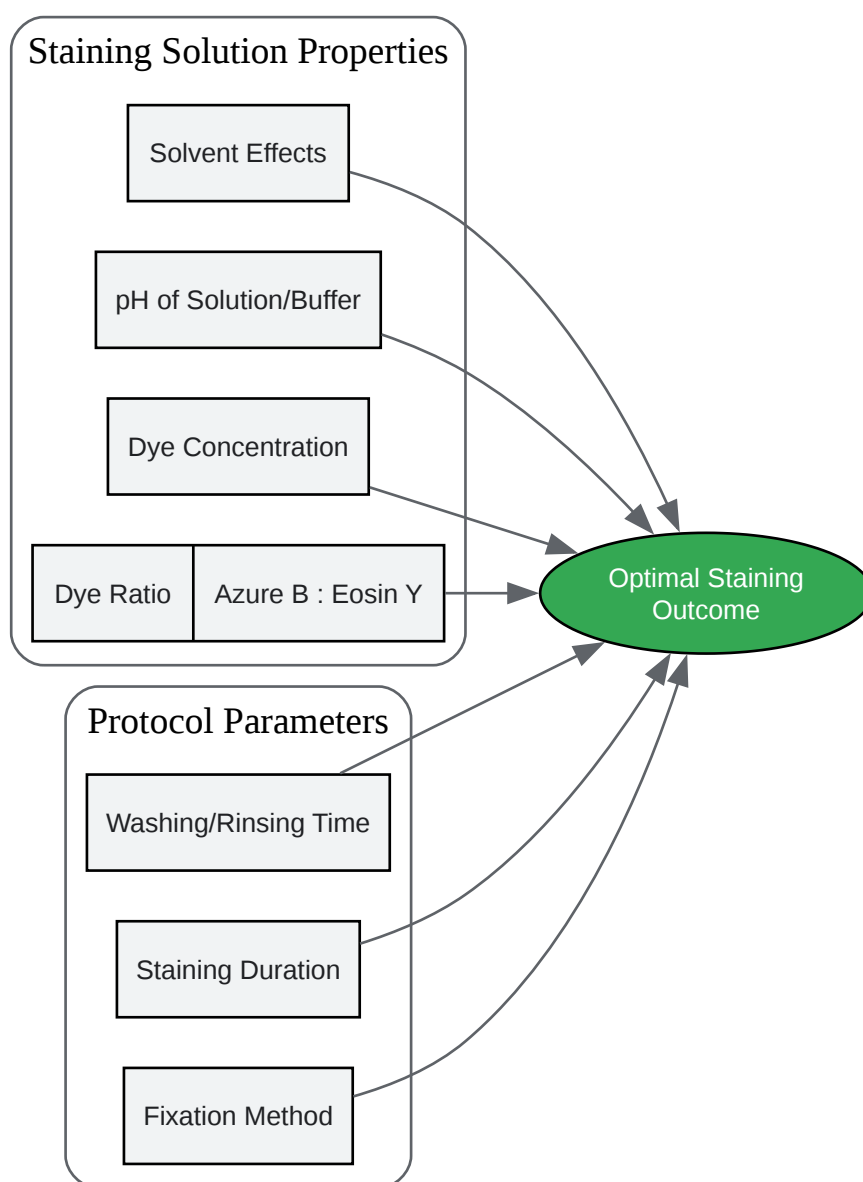 Staining Solution Properties
Solvent Effects
pH of Solution/Buffer
Dye Concentration
Dye Ratio
Azure B : Eosin Y
Optimal Staining
Outcome
Protocol Parameters
Washing/Rinsing Time
Staining Duration
Fixation Method